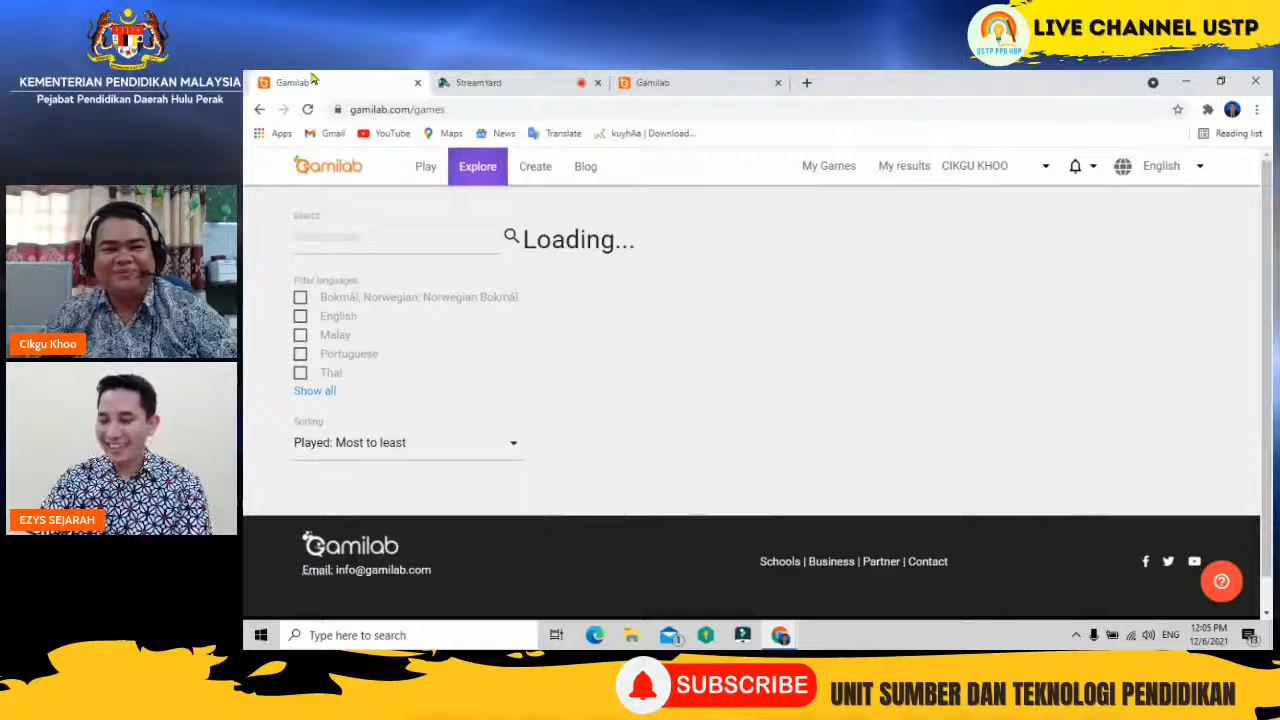 KEMENTERIAN PENDIDIKAN MALAYSIA
Pejabat Pendidikan Daerah Hulu Perak
USTP PPD HUP
LIVE CHANNEL USTP
Gamilab
StreamYard
Gamilab
gamilab.com/games
Apps
Gmail
YouTube
Maps
News
Translate
kuyhAa | Download...
Reading list
Gamilab
Play
Explore
Create
Blog
My Games
My results
CIKGU KHOO
English
Search
Loading...
Filter languages
Bokmål, Norwegian; Norwegian Bokmål
English
Malay
Portuguese
Thai
Show all
Sorting
Played: Most to least
Cikgu Khoo
EZYS SEJARAH
Gamilab
Email: info@gamilab.com
Schools | Business | Partner | Contact
Type here to search
ENG
12:05 PM
12/6/2021
SUBSCRIBE
UNIT SUMBER DAN TEKNOLOGI PENDIDIKAN